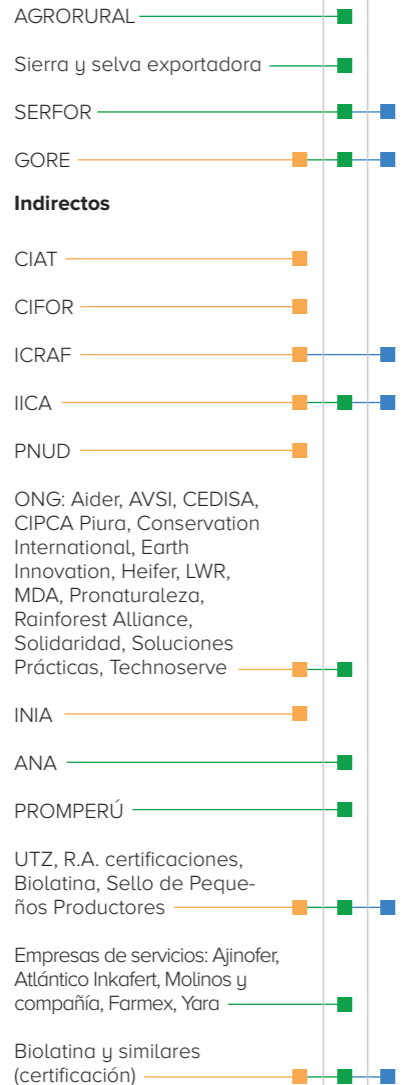 AGRORURAL
Sierra y selva exportadora
SERFOR
GORE
Indirectos
CIAT
CIFOR
ICRAF
IICA
PNUD
ONG: Aider, AVSI, CEDISA,
CIPCA Piura, Conservation
International, Earth
Innovation, Heifer, LWR,
MDA, Pronaturaleza,
Rainforest Alliance,
Solidaridad, Soluciones
Prácticas, Technoserve
INIA
ANA
PROMPERÚ
UTZ, R.A. certificaciones,
Biolatina, Sello de Peque-
ños Productores
Empresas de servicios: Ajinofer,
Atlántico Inkafert, Molinos y
compañía, Farmex, Yara
Biolatina y similares
(certificación)